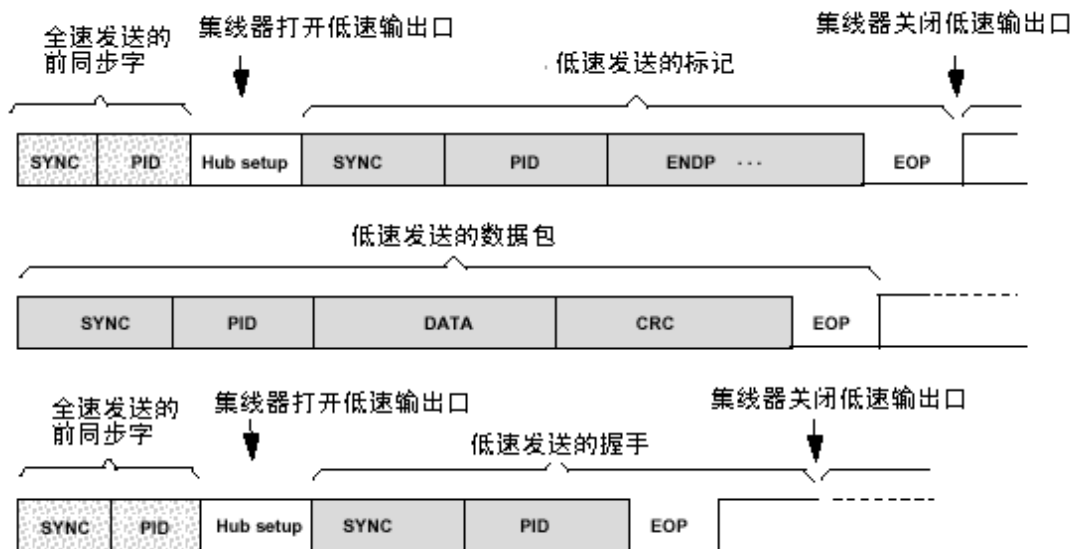 全速发送的
前同步字
集线器打开低速输出口
低速发送的标记
集线器关闭低速输出口
SYNC PID Hub setup SYNC PID ENDP ··· EOP
低速发送的数据包
SYNC PID DATA CRC EOP
全速发送的
前同步字
集线器打开低速输出口
低速发送的握手
集线器关闭低速输出口
SYNC PID Hub setup SYNC PID EOP